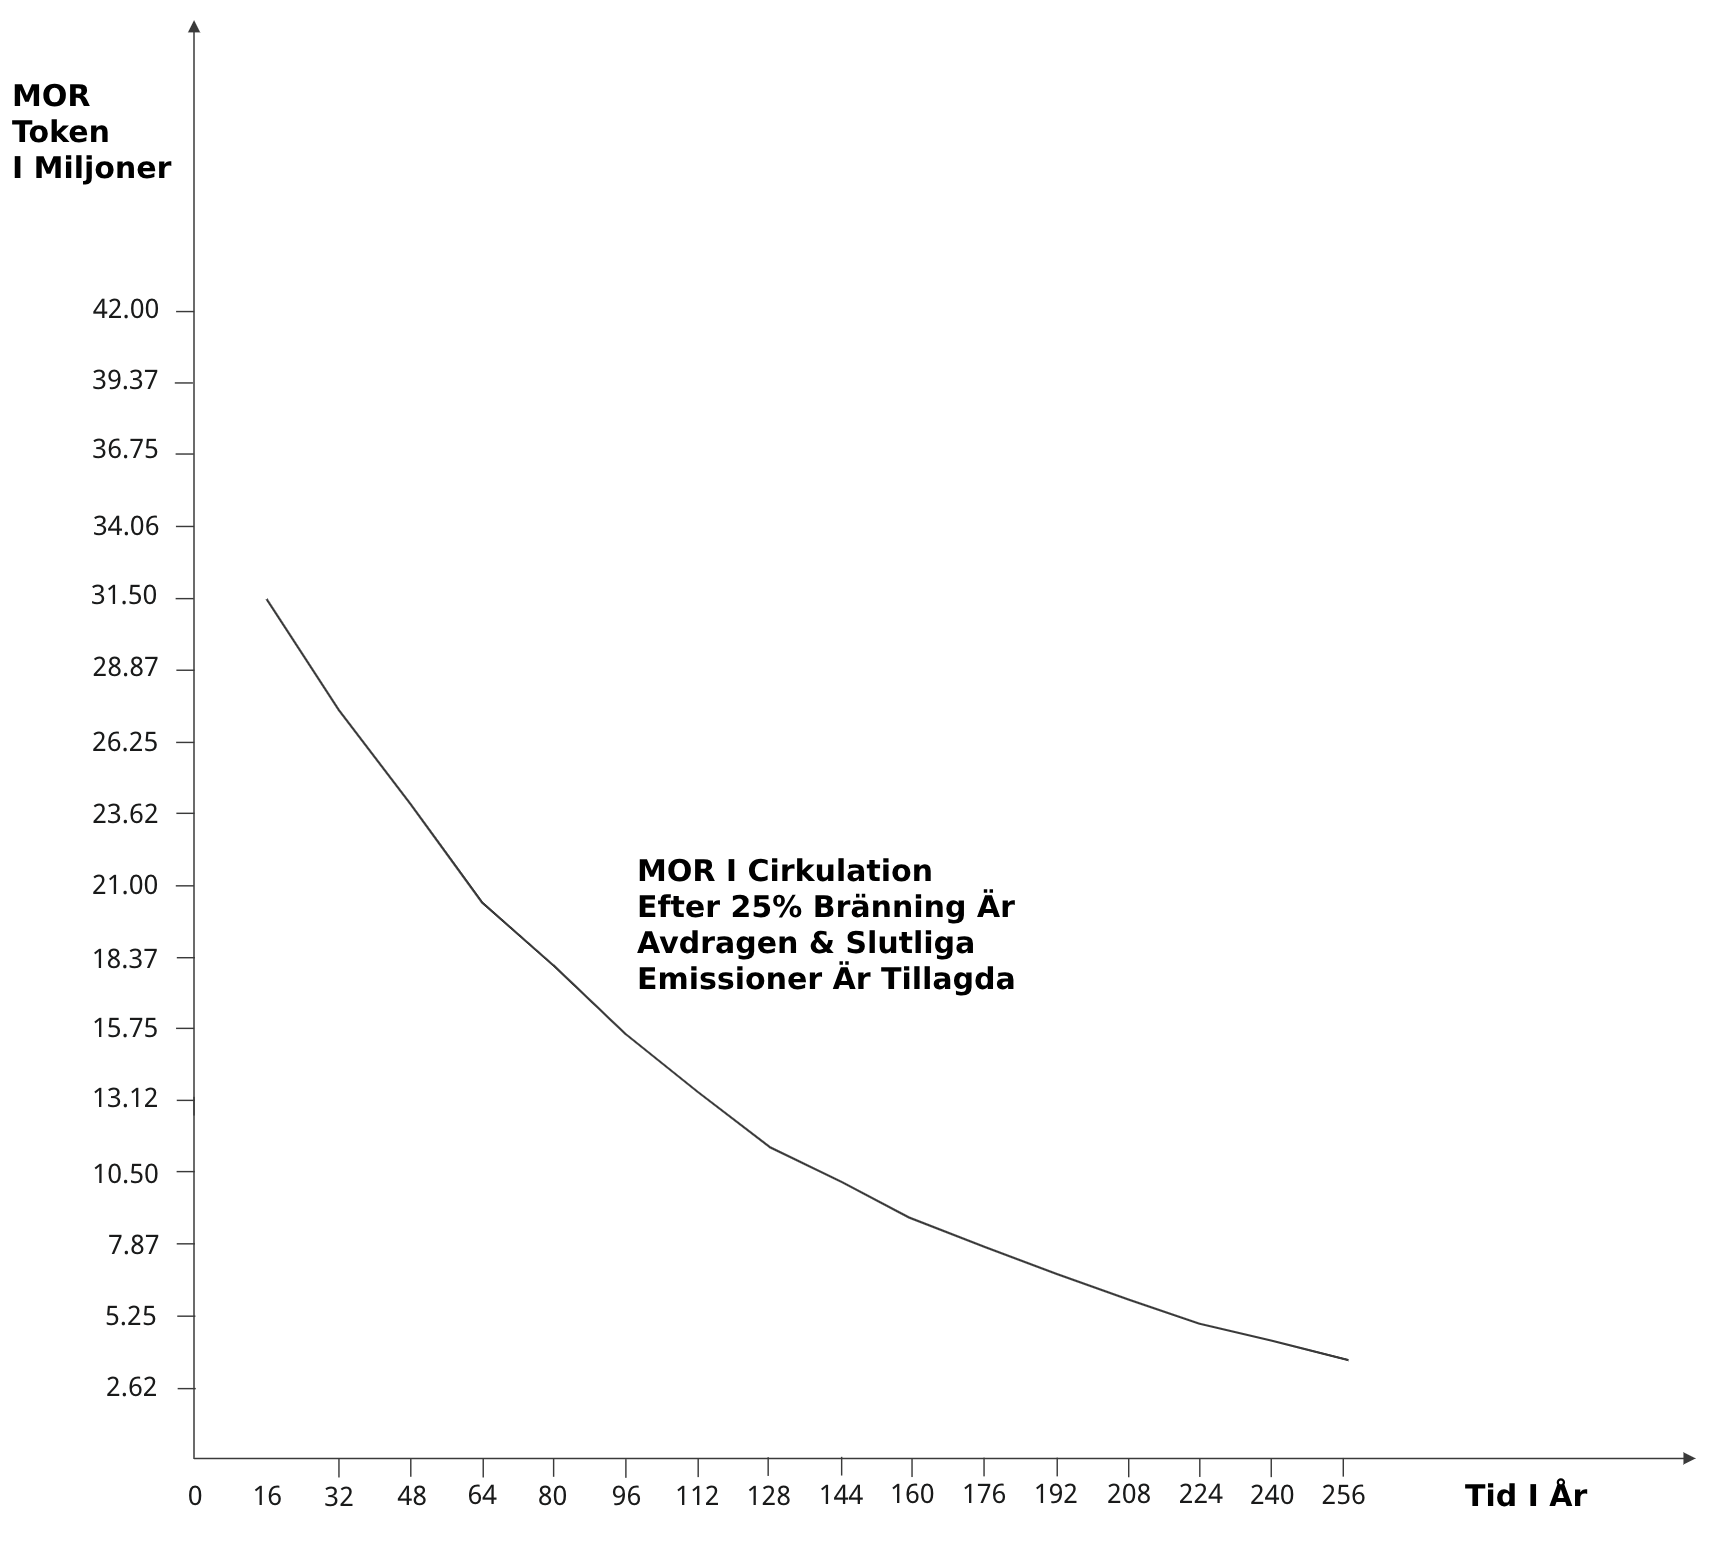 MOR
Token
I Miljoner
42.00
39.37
36.75
34.06
31.50
28.87
26.25
23.62
21.00
18.37
15.75
13.12
10.50
7.87
5.25
2.62
MOR I Cirkulation
Efter 25% Bränning Är
Avdragen & Slutliga
Emissioner Är Tillagda
0 16 32 48 64 80 96 112 128 144 160 176 192 208 224 240 256
Tid I År